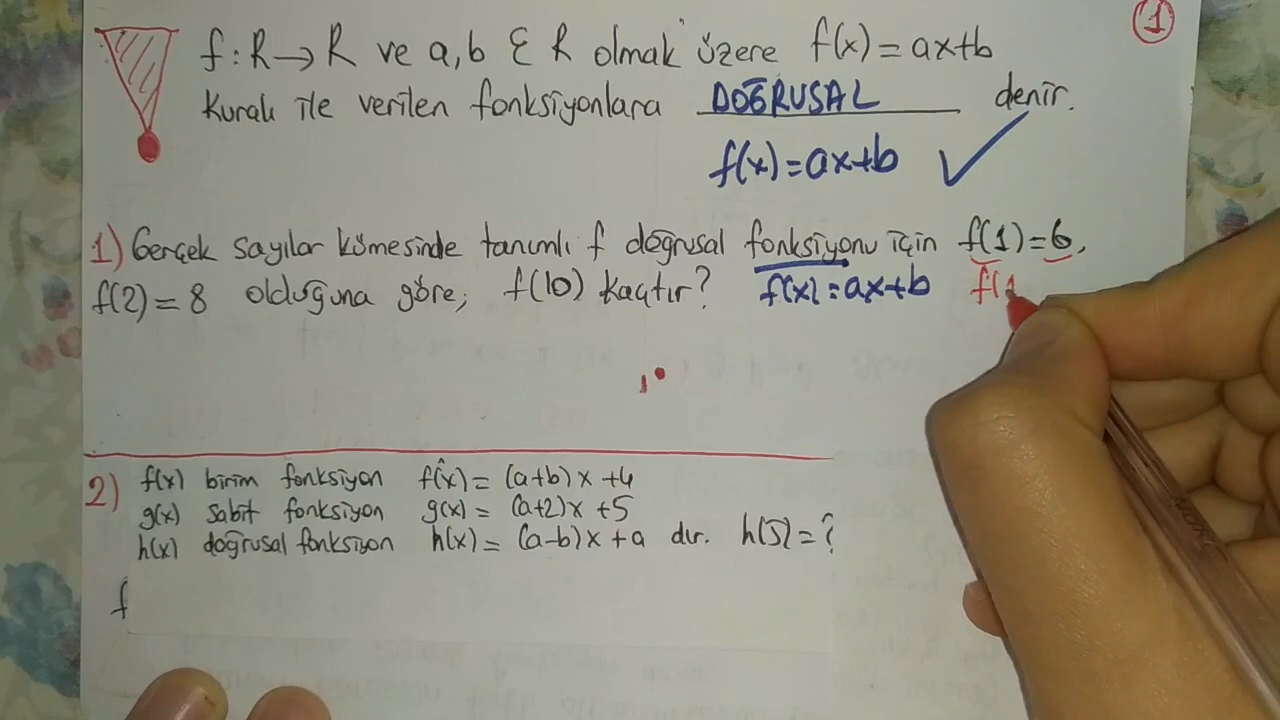 1
f : R → R ve a, b ∈ R olmak üzere f(x) = ax+b
Kuralı ile verilen fonksiyonlara DOĞRUSAL denir.
f(x)=ax+b
1) Gerçek sayılar kümesinde tanımlı f doğrusal fonksiyonu için f(1)=6,
f(2)=8 olduğuna göre, f(10) kaçtır? f(x)=ax+b f(1
2) f(x) birim fonksiyon f(x)= (a+b)x +4
g(x) sabit fonksiyon g(x)= (a+2)x +5
h(x) doğrusal fonksiyon h(x)= (a-b)x +a dır. h(5)=?
f